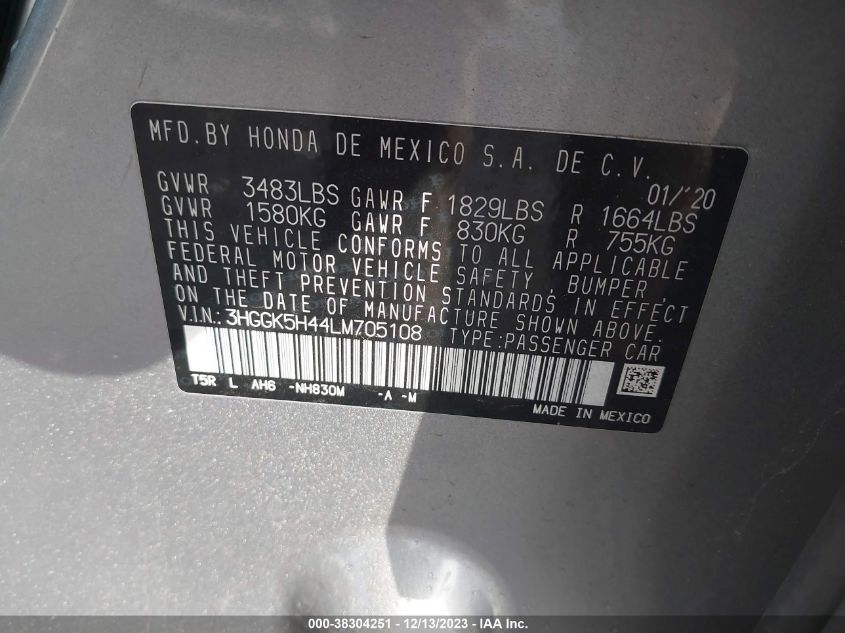 MFD.BY HONDA DE MEXICO S.A. DE C.V.
01/'20
GVWR 3483LBS GAWR F 1829LBS R 1664LBS
GVWR 1580KG GAWR F 830KG R 755KG
THIS VEHICLE CONFORMS TO ALL APPLICABLE
FEDERAL MOTOR VEHICLE SAFETY, BUMPER,
AND THEFT PREVENTION STANDARDS IN EFFECT
ON THE DATE OF MANUFACTURE SHOWN ABOVE.
V.I.N.: 3HGGK5H44LM705108 TYPE:PASSENGER CAR
T5R L AH6 -NH830M -A -M
MADE IN MEXICO
000-38304251 - 12/13/2023 - IAA Inc.